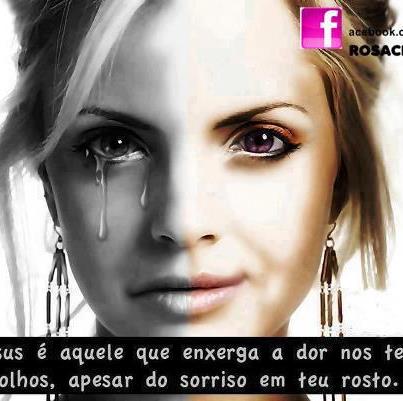 f
acebook.c
ROSAC
sus é aquele que enxerga a dor nos te
olhos, apesar do sorriso em teu rosto.